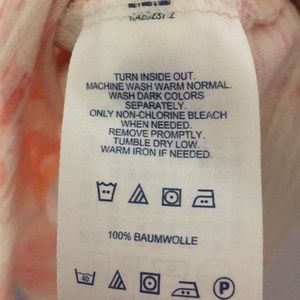 TURN INSIDE OUT.
MACHINE WASH WARM NORMAL.
WASH DARK COLORS
SEPARATELY.
ONLY NON-CHLORINE BLEACH
WHEN NEEDED.
REMOVE PROMPTLY.
TUMBLE DRY LOW.
WARM IRON IF NEEDED.
100% BAUMWOLLE
40
P